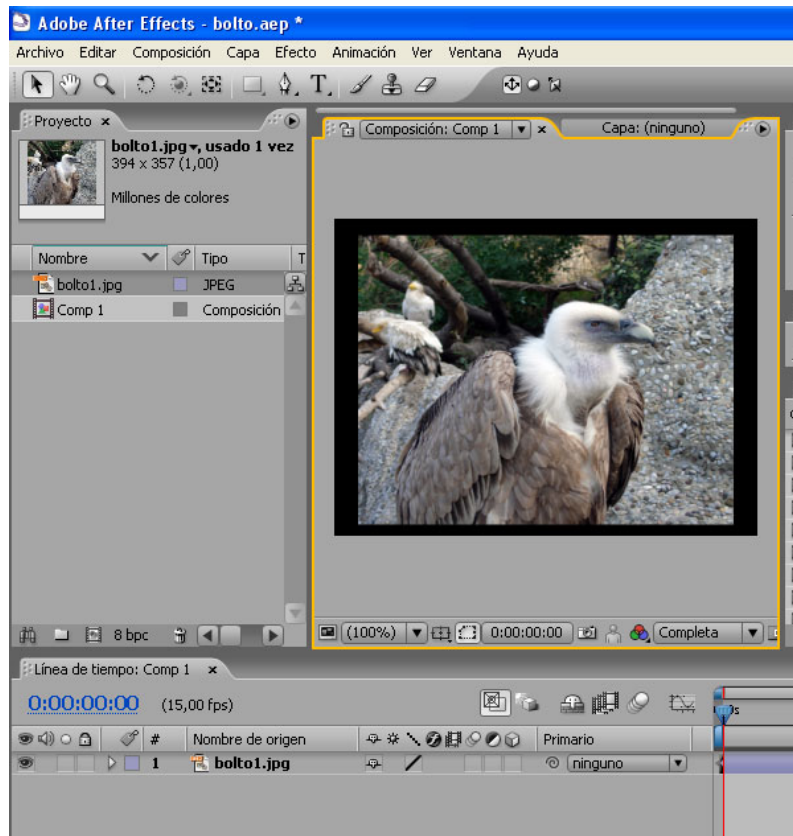 Adobe After Effects - bolto.aep *
Archivo Editar Composición Capa Efecto Animación Ver Ventana Ayuda
Proyecto x
bolto1.jpg, usado 1 vez
394 x 357 (1,00)
Millones de colores
Nombre Tipo T
bolto1.jpg JPEG
Comp 1 Composición
8 bpc
Composición: Comp 1 x Capa: (ninguno)
(100%) 0:00:00:00 Completa
Línea de tiempo: Comp 1 x
0:00:00:00 (15,00 fps)
# Nombre de origen Primario
1 bolto1.jpg ninguno